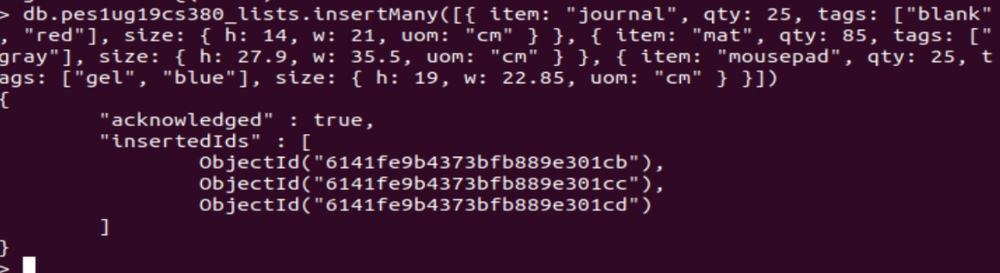 > db.pes1ug19cs380_lists.insertMany([{ item: "journal", qty: 25, tags: ["blank"
, "red"], size: { h: 14, w: 21, uom: "cm" } }, { item: "mat", qty: 85, tags: ["
gray"], size: { h: 27.9, w: 35.5, uom: "cm" } }, { item: "mousepad", qty: 25, t
ags: ["gel", "blue"], size: { h: 19, w: 22.85, uom: "cm" } }])
{
        "acknowledged" : true,
        "insertedIds" : [
                ObjectId("6141fe9b4373bfb889e301cb"),
                ObjectId("6141fe9b4373bfb889e301cc"),
                ObjectId("6141fe9b4373bfb889e301cd")
        ]
}
>